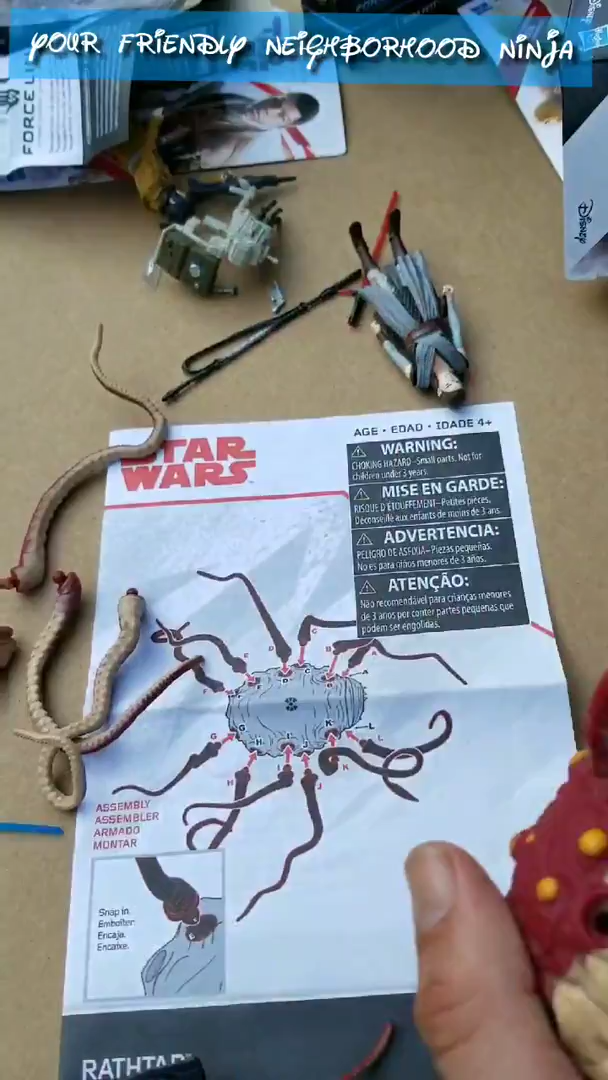 YOUR FRIENDLY NEIGHBORHOOD NINJA
FORCE LIN
Disney
STAR
WARS
AGE • EDAD • IDADE 4+
WARNING:
CHOKING HAZARD–Small parts. Not for
children under 3 years.
MISE EN GARDE:
RISQUE D'ÉTOUFFEMENT–Petites pièces.
Déconseillé aux enfants de moins de 3 ans.
ADVERTENCIA:
PELIGRO DE ASFIXIA–Piezas pequeñas.
No es para niños menores de 3 años.
ATENÇÃO:
Não recomendável para crianças menores
de 3 anos por conter partes pequenas que
podem ser engolidas.
D
C
B
A
E
F
G
H
I
J
K
L
ASSEMBLY
ASSEMBLER
ARMADO
MONTAR
Snap in.
Emboîter.
Encaja.
Encaixe.
RATHTAR